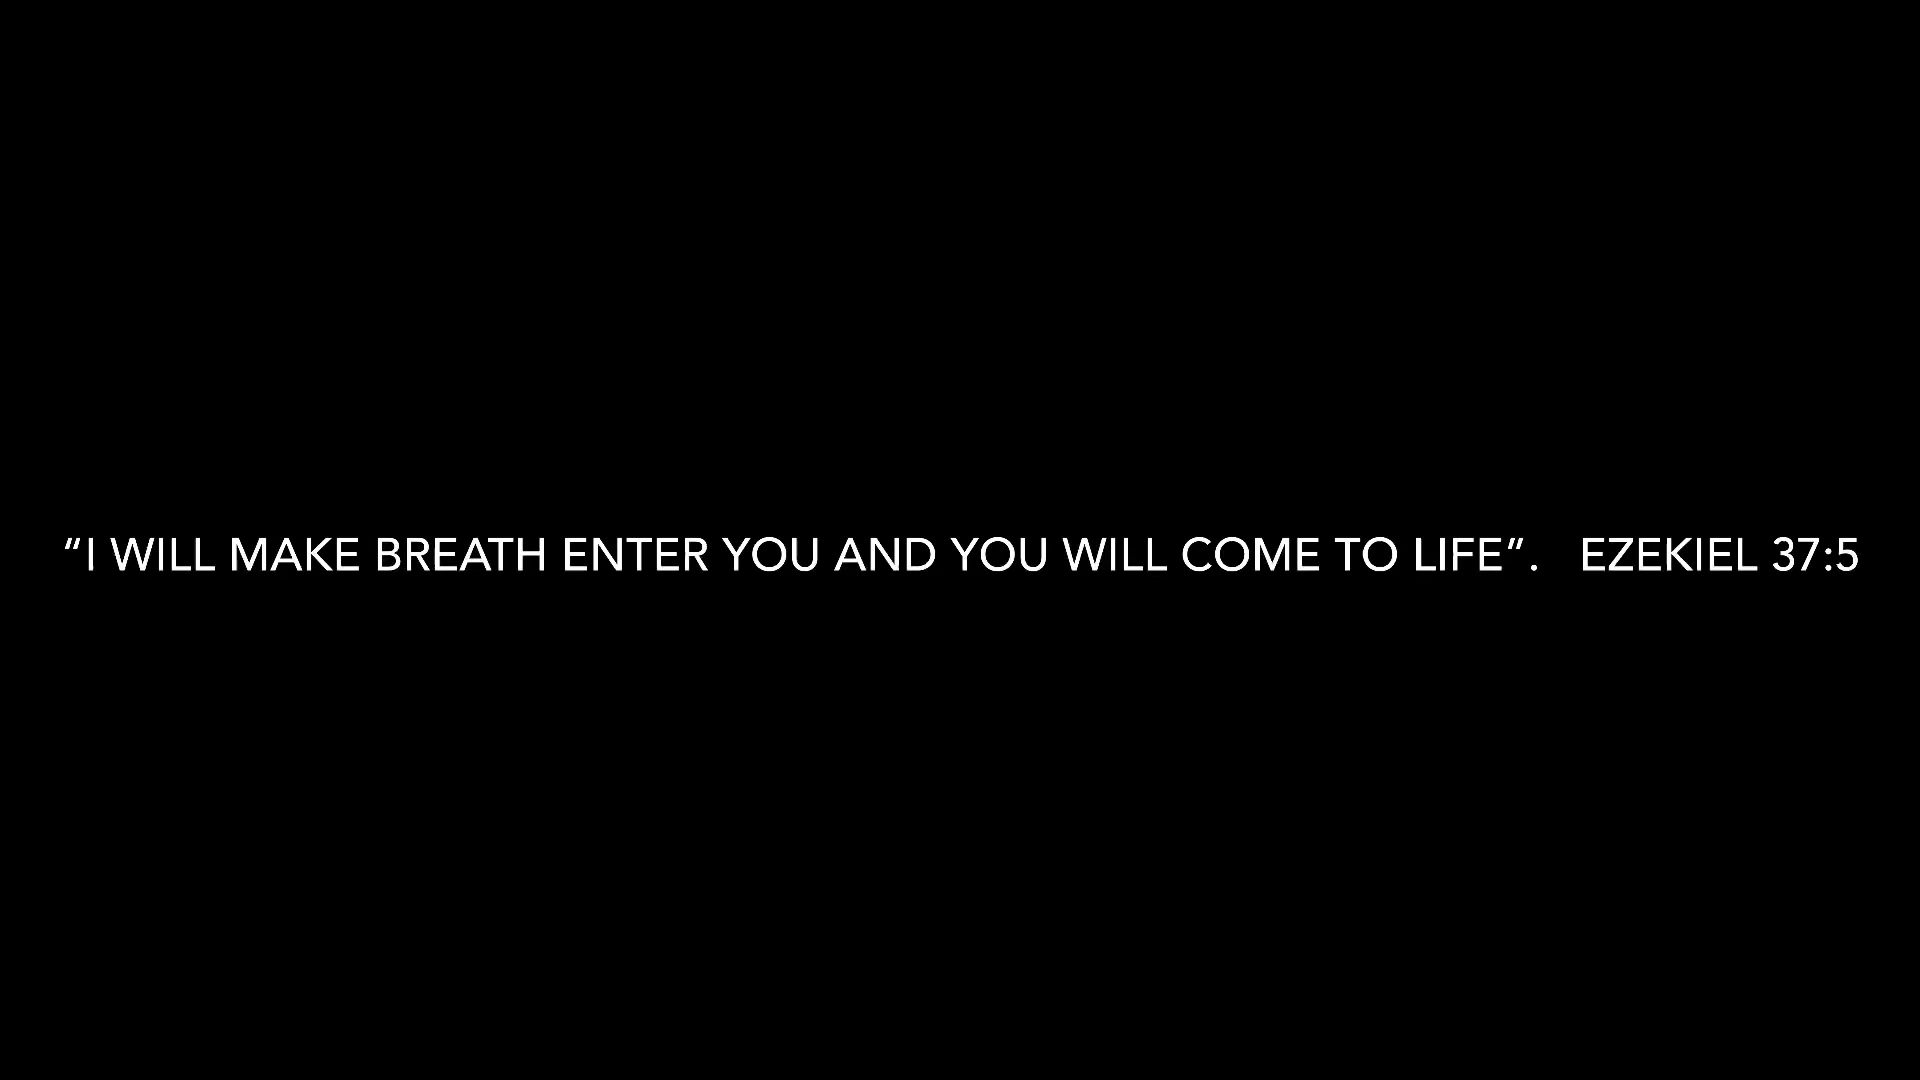 “I WILL MAKE BREATH ENTER YOU AND YOU WILL COME TO LIFE”. EZEKIEL 37:5